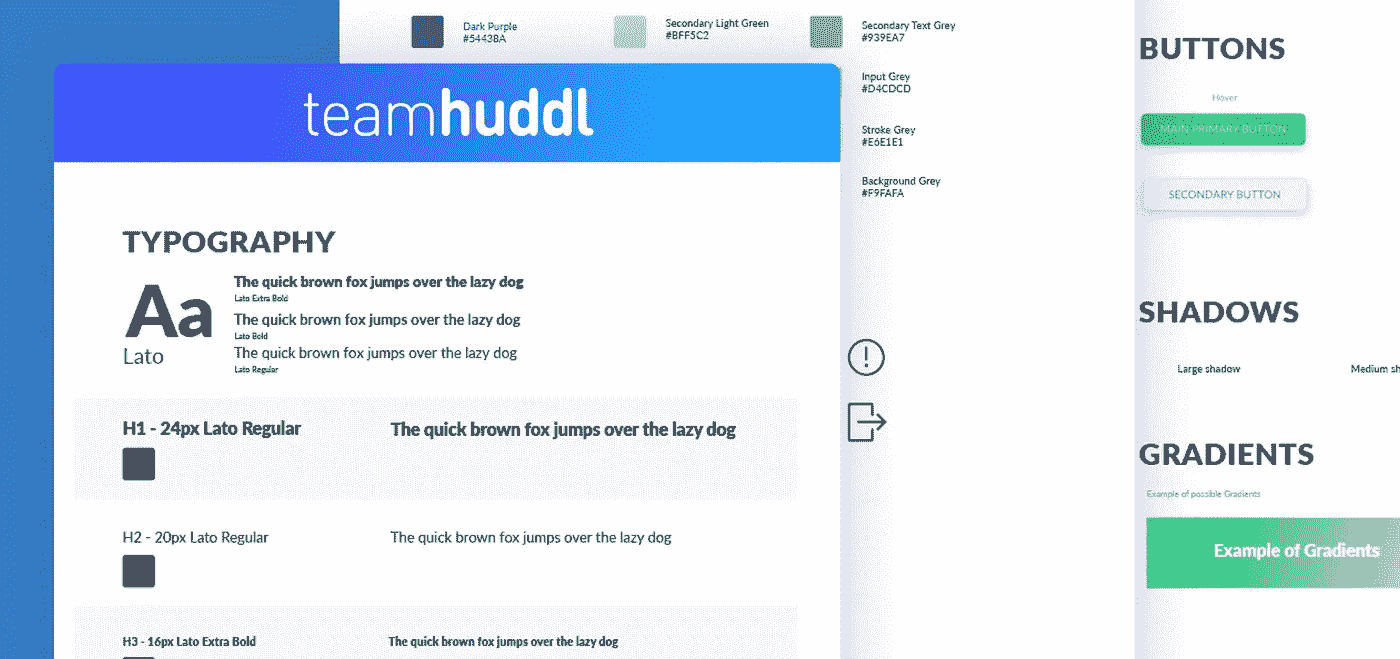 Dark Purple
#54438A
Secondary Light Green
#BFF5C2
Secondary Text Grey
#939EA7
Input Grey
#D4CDCD
Stroke Grey
#E6E1E1
Background Grey
#F9FAFA
teamhuddl
TYPOGRAPHY
Aa
Lato
The quick brown fox jumps over the lazy dog
Lato Extra Bold
The quick brown fox jumps over the lazy dog
Lato Bold
The quick brown fox jumps over the lazy dog
Lato Regular
H1 - 24px Lato Regular
The quick brown fox jumps over the lazy dog
H2 - 20px Lato Regular
The quick brown fox jumps over the lazy dog
H3 - 16px Lato Extra Bold
The quick brown fox jumps over the lazy dog
BUTTONS
Hover
MAIN PRIMARY BUTTON
SECONDARY BUTTON
SHADOWS
Large shadow
Medium sh
GRADIENTS
Example of possible Gradients
Example of Gradients